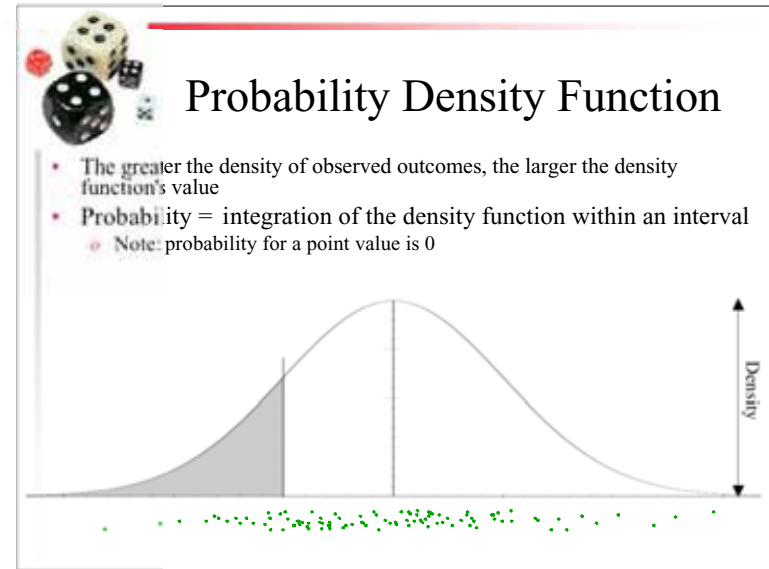 Probability Density Function
• The greater the density of observed outcomes, the larger the density
function's value
• Probability = integration of the density function within an interval
Note: probability for a point value is 0
Density